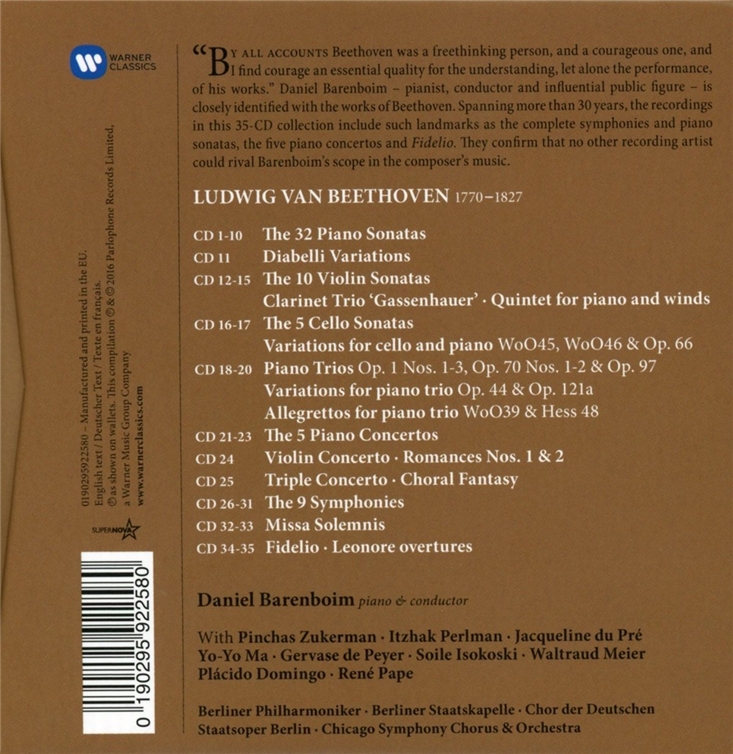 WARNER
CLASSICS
“BY ALL ACCOUNTS Beethoven was a freethinking person, and a courageous one, and
I find courage an essential quality for the understanding, let alone the performance,
of his works.” Daniel Barenboim – pianist, conductor and influential public figure – is
closely identified with the works of Beethoven. Spanning more than 30 years, the recordings
in this 35-CD collection include such landmarks as the complete symphonies and piano
sonatas, the five piano concertos and Fidelio. They confirm that no other recording artist
could rival Barenboim’s scope in the composer’s music.
LUDWIG VAN BEETHOVEN 1770–1827
CD 1-10 The 32 Piano Sonatas
CD 11 Diabelli Variations
CD 12-15 The 10 Violin Sonatas
Clarinet Trio ‘Gassenhauer’ · Quintet for piano and winds
CD 16-17 The 5 Cello Sonatas
Variations for cello and piano WoO45, WoO46 & Op. 66
CD 18-20 Piano Trios Op. 1 Nos. 1-3, Op. 70 Nos. 1-2 & Op. 97
Variations for piano trio Op. 44 & Op. 121a
Allegrettos for piano trio WoO39 & Hess 48
CD 21-23 The 5 Piano Concertos
CD 24 Violin Concerto · Romances Nos. 1 & 2
CD 25 Triple Concerto · Choral Fantasy
CD 26-31 The 9 Symphonies
CD 32-33 Missa Solemnis
CD 34-35 Fidelio · Leonore overtures
Daniel Barenboim piano & conductor
With Pinchas Zukerman · Itzhak Perlman · Jacqueline du Pré
Yo-Yo Ma · Gervase de Peyer · Soile Isokoski · Waltraud Meier
Plácido Domingo · René Pape
Berliner Philharmoniker · Berliner Staatskapelle · Chor der Deutschen
Staatsoper Berlin · Chicago Symphony Chorus & Orchestra
0190295922580 – Manufactured and printed in the EU.
English text / Deutscher Text / Texte en français.
℗ as shown on wallets. This compilation ℗ & © 2016 Parlophone Records Limited,
a Warner Music Group Company
www.warnerclassics.com
SUPERNOVA
0 190295 922580